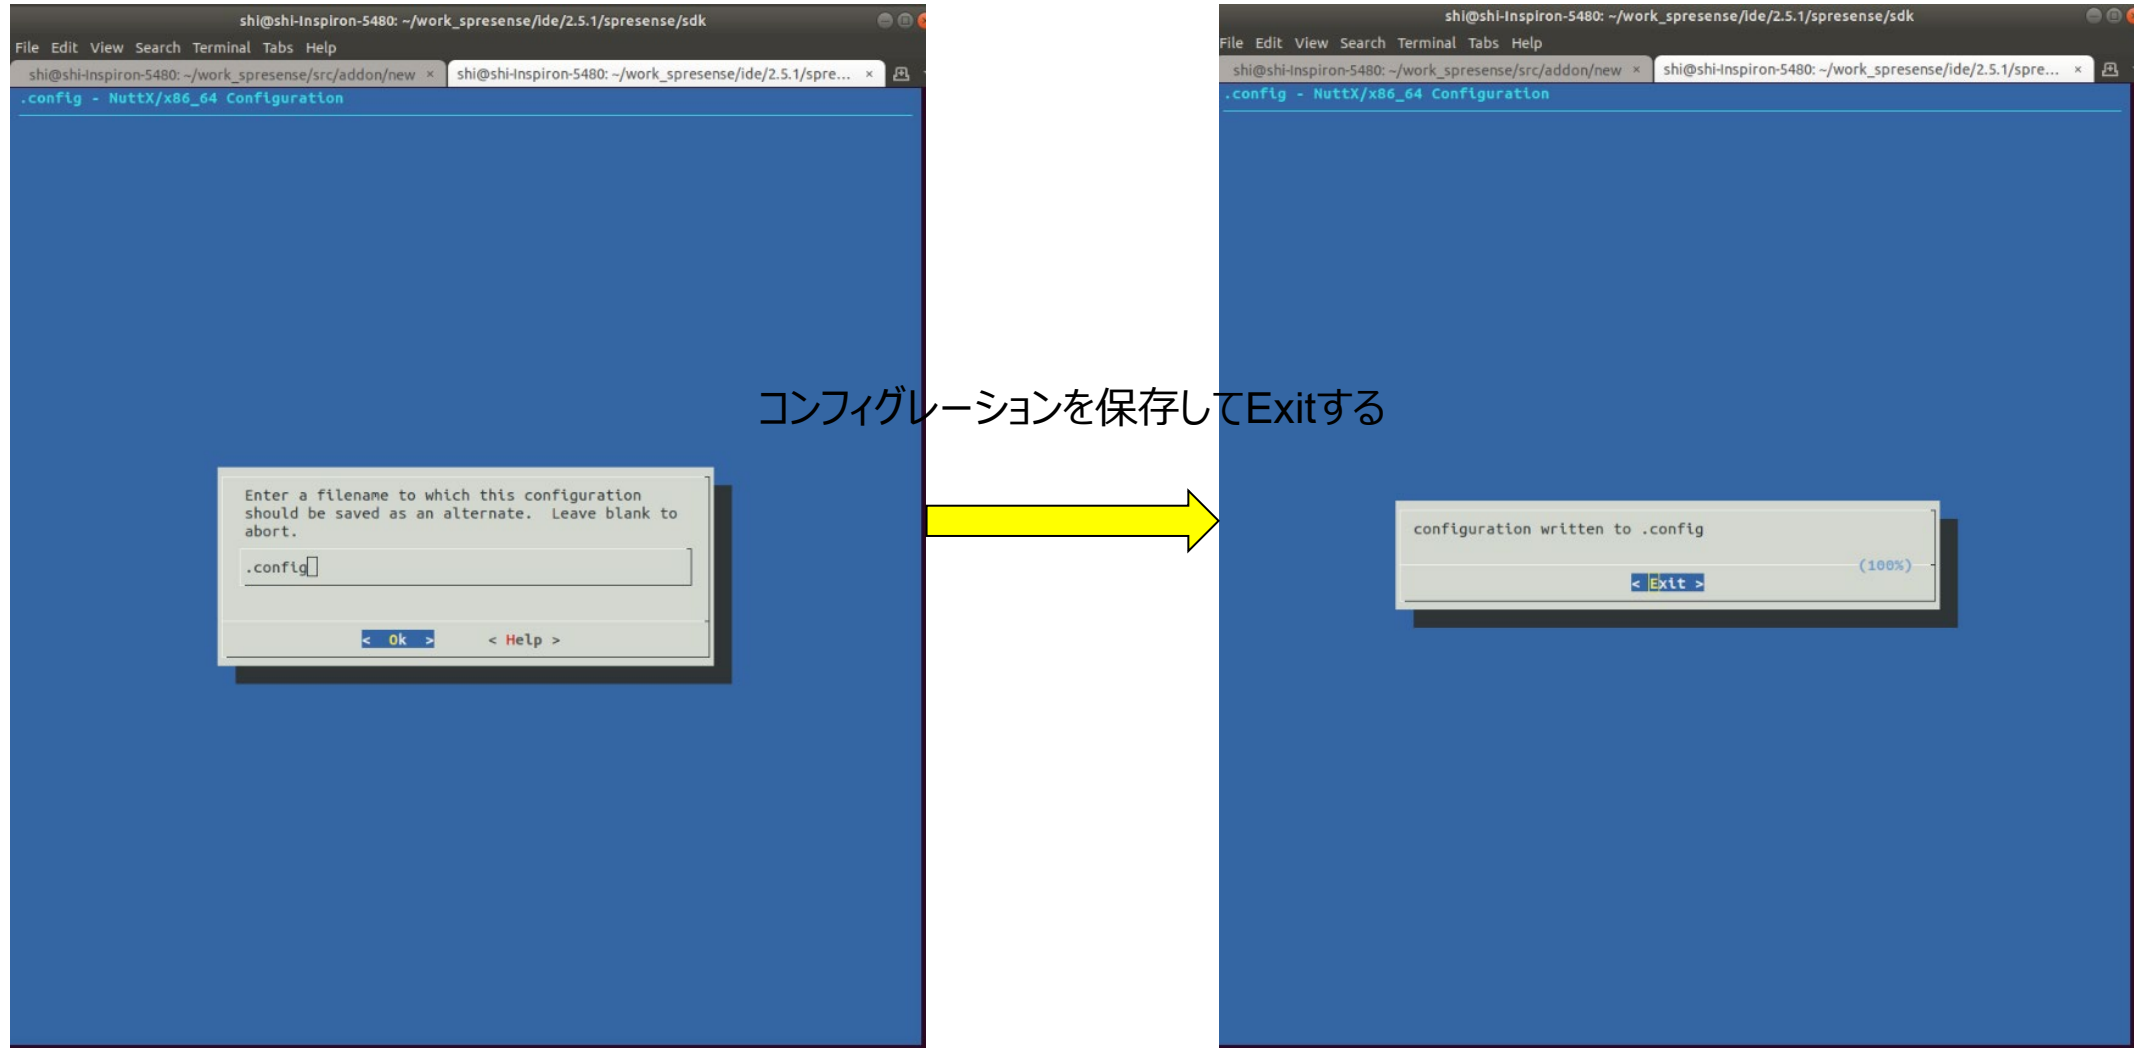 shi@shi-Inspiron-5480: ~/work_spresense/ide/2.5.1/spresense/sdk
File Edit View Search Terminal Tabs Help
shi@shi-Inspiron-5480: ~/work_spresense/src/addon/new × shi@shi-Inspiron-5480: ~/work_spresense/ide/2.5.1/spre... ×
.config - NuttX/x86_64 Configuration
Enter a filename to which this configuration
should be saved as an alternate. Leave blank to
abort.
.config
< Ok > < Help >
コンフィグレーションを保存してExitする
shi@shi-Inspiron-5480: ~/work_spresense/ide/2.5.1/spresense/sdk
File Edit View Search Terminal Tabs Help
shi@shi-Inspiron-5480: ~/work_spresense/src/addon/new × shi@shi-Inspiron-5480: ~/work_spresense/ide/2.5.1/spre... ×
.config - NuttX/x86_64 Configuration
configuration written to .config
(100%)
< Exit >